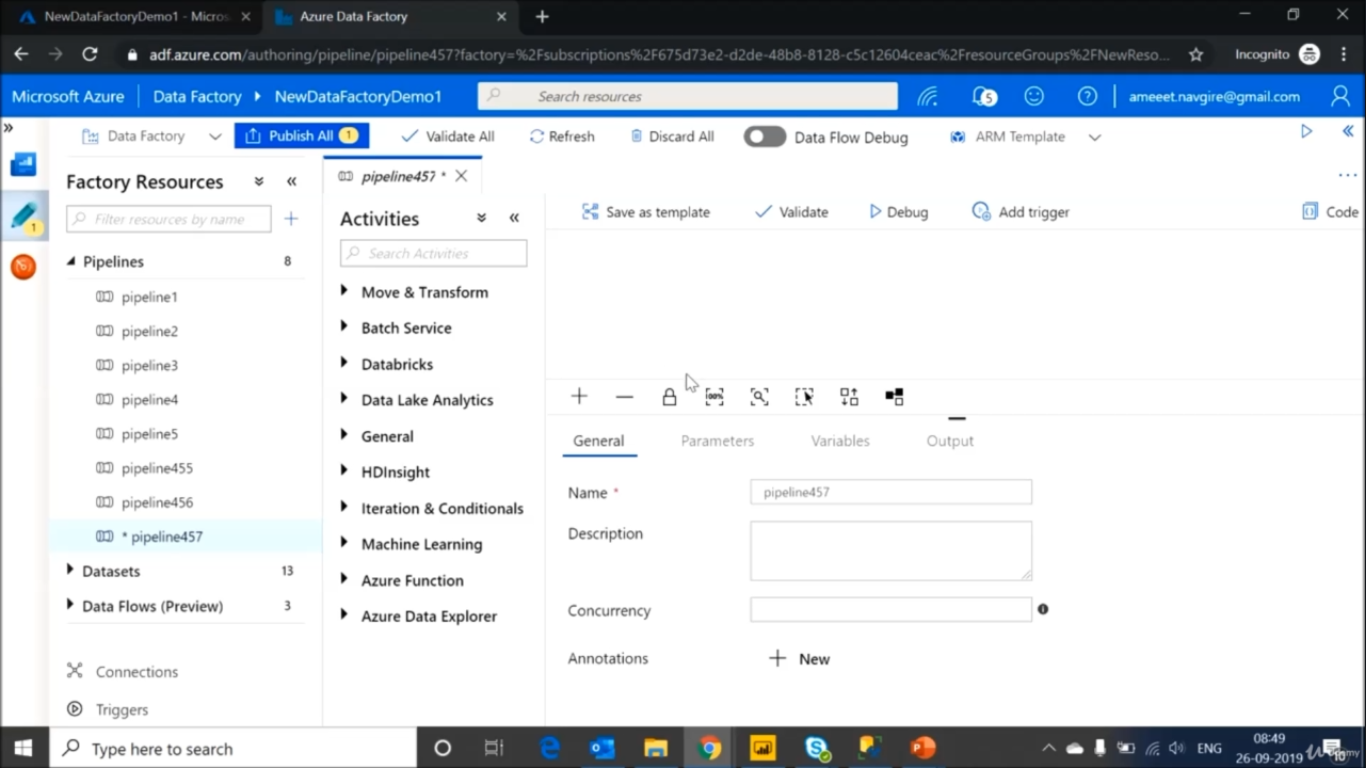 NewDataFactoryDemo1 - Micros
Azure Data Factory
adf.azure.com/authoring/pipeline/pipeline457?factory=%2Fsubscriptions%2F675d73e2-d2de-48b8-8128-c5c12604ceac%2FresourceGroups%2FNewReso...
Incognito
Microsoft Azure
Data Factory
NewDataFactoryDemo1
Search resources
5
ameeet.navgire@gmail.com
Data Factory
Publish All 1
Validate All
Refresh
Discard All
Data Flow Debug
ARM Template
Factory Resources
Filter resources by name
1
Pipelines 8
pipeline1
pipeline2
pipeline3
pipeline4
pipeline5
pipeline455
pipeline456
* pipeline457
Datasets 13
Data Flows (Preview) 3
Connections
Triggers
pipeline457 *
Activities
Search Activities
Move & Transform
Batch Service
Databricks
Data Lake Analytics
General
HDInsight
Iteration & Conditionals
Machine Learning
Azure Function
Azure Data Explorer
Save as template
Validate
Debug
Add trigger
Code
100%
General
Parameters
Variables
Output
Name *
pipeline457
Description
Concurrency
Annotations
New
Type here to search
ENG
08:49
26-09-2019
10